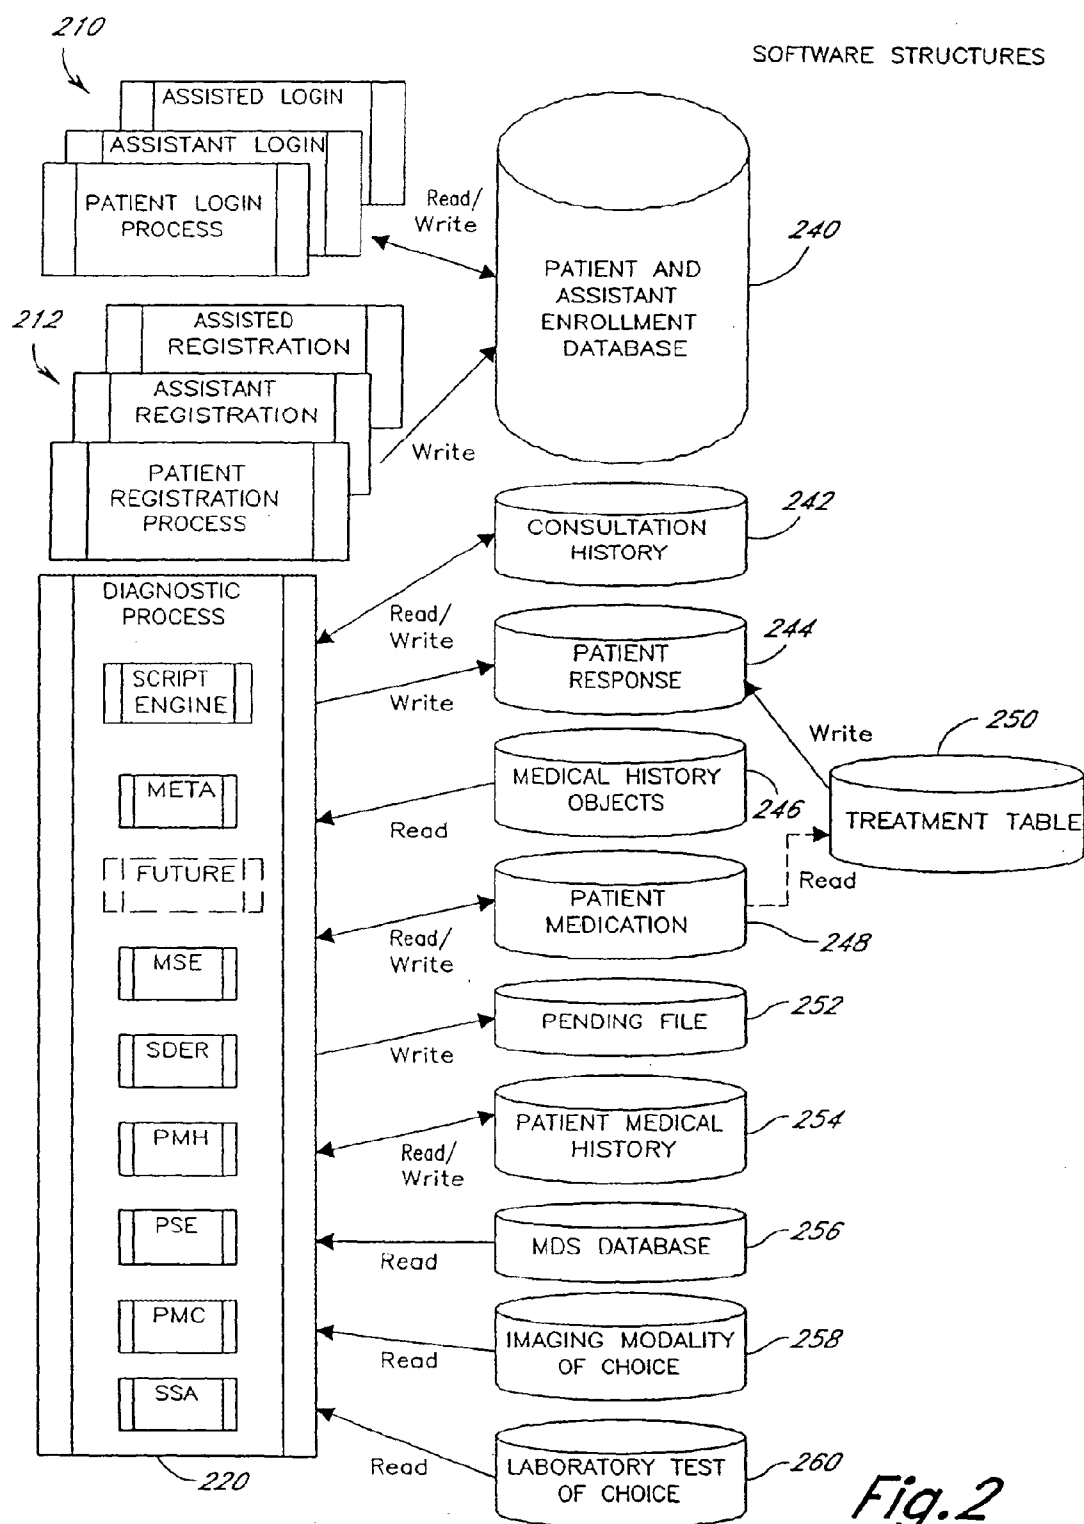 210
SOFTWARE STRUCTURES
ASSISTED LOGIN
ASSISTANT LOGIN
PATIENT LOGIN
PROCESS
Read/
Write
240
PATIENT AND
ASSISTANT
ENROLLMENT
DATABASE
212
ASSISTED
REGISTRATION
ASSISTANT
REGISTRATION
PATIENT
REGISTRATION
PROCESS
Write
CONSULTATION
HISTORY
242
DIAGNOSTIC
PROCESS
Read/
Write
SCRIPT
ENGINE
Write
PATIENT
RESPONSE
244
Write
250
TREATMENT TABLE
META
Read
MEDICAL HISTORY
OBJECTS
246
FUTURE
Read/
Write
PATIENT
MEDICATION
248
Read
MSE
SDER
Write
PENDING FILE
252
PMH
Read/
Write
PATIENT MEDICAL
HISTORY
254
PSE
Read
MDS DATABASE
256
PMC
Read
IMAGING MODALITY
OF CHOICE
258
SSA
Read
LABORATORY TEST
OF CHOICE
260
220
Fig.2